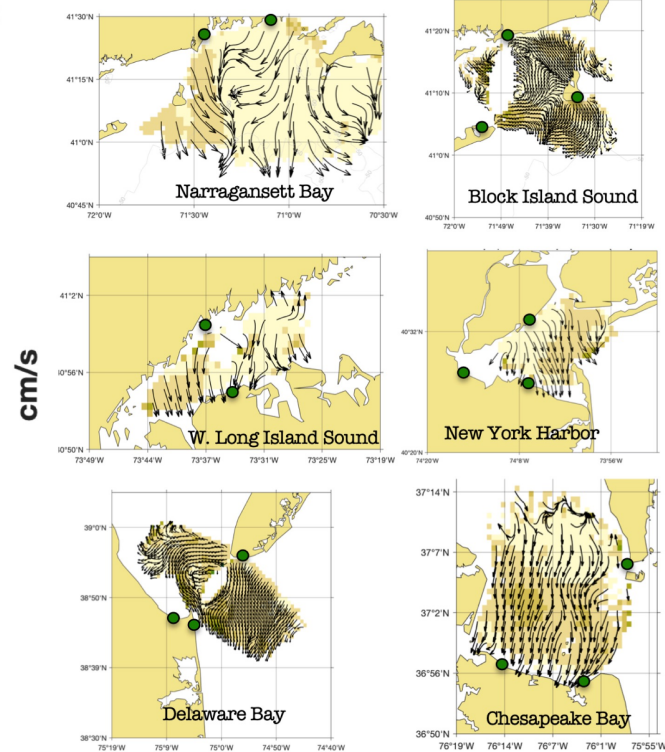 41°30'N
41°15'N
41°0'N
40°45'N
72°0'W
71°30'W
71°0'W
70°30'W
Narragansett Bay
41°20'N
41°10'N
41°0'N
40°50'N
72°0'W
71°49'W
71°39'W
71°30'W
71°19'W
Block Island Sound
cm/s
41°2'N
40°56'N
40°50'N
73°49'W
73°44'W
73°37'W
73°31'W
73°25'W
73°19'W
W. Long Island Sound
40°32'N
40°20'N
74°20'W
74°8'W
73°56'W
New York Harbor
39°0'N
38°50'N
38°39'N
38°30'N
75°19'W
75°9'W
75°0'W
74°50'W
74°40'W
Delaware Bay
37°14'N
37°7'N
37°2'N
36°56'N
36°50'N
76°19'W
76°14'W
76°7'W
76°1'W
75°55'W
Chesapeake Bay